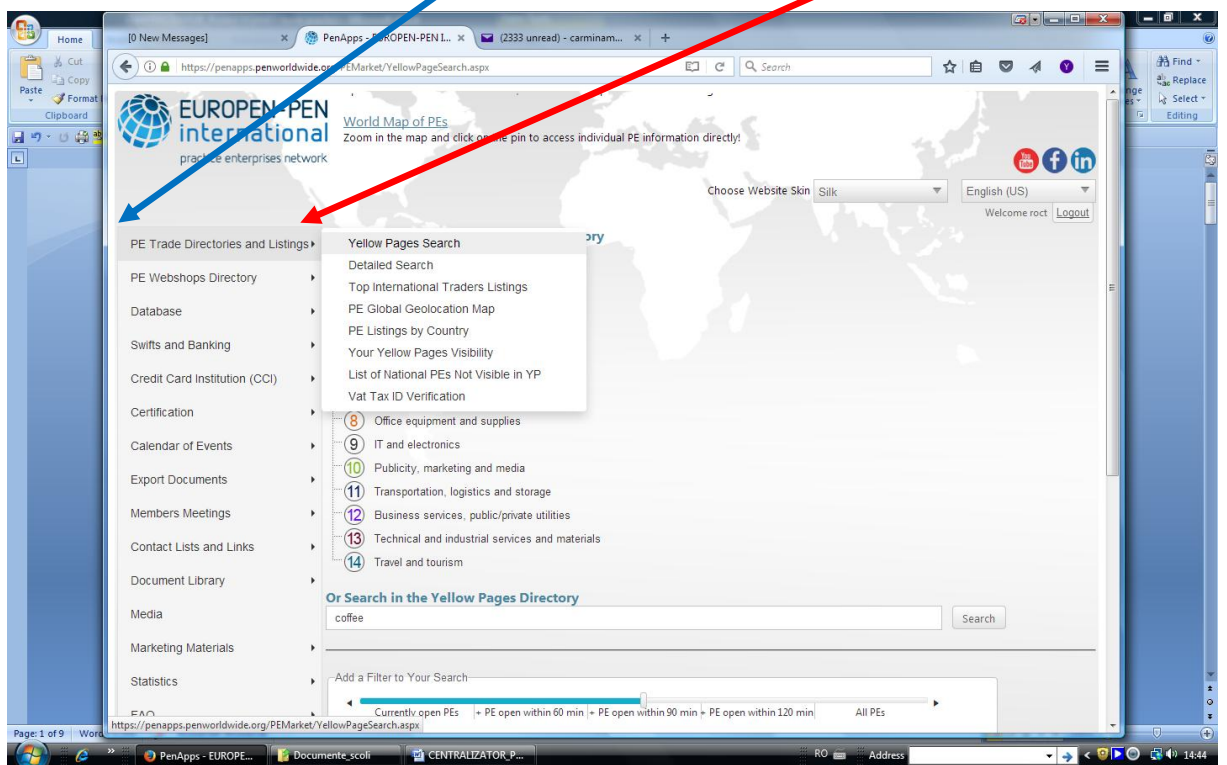 Home
Cut
Copy
Paste
Format
Clipboard
Find
Replace
Select
Editing
[0 New Messages]
PenApps - EUROPEN-PEN I...
(2333 unread) - carminam...
https://penapps.penworldwide.org/PEMarket/YellowPageSearch.aspx
Search
EUROPEN-PEN
international
practice enterprises network
World Map of PEs
Zoom in the map and click on the pin to access individual PE information directly!
You
Tube
Choose Website Skin Silk
English (US)
Welcome roct Logout
PE Trade Directories and Listings
PE Webshops Directory
Database
Swifts and Banking
Credit Card Institution (CCI)
Certification
Calendar of Events
Export Documents
Members Meetings
Contact Lists and Links
Document Library
Media
Marketing Materials
Statistics
FAQ
Yellow Pages Search
Detailed Search
Top International Traders Listings
PE Global Geolocation Map
PE Listings by Country
Your Yellow Pages Visibility
List of National PEs Not Visible in YP
Vat Tax ID Verification
8 Office equipment and supplies
9 IT and electronics
10 Publicity, marketing and media
11 Transportation, logistics and storage
12 Business services, public/private utilities
13 Technical and industrial services and materials
14 Travel and tourism
Or Search in the Yellow Pages Directory
coffee
Search
Add a Filter to Your Search
Currently open PEs + PE open within 60 min + PE open within 90 min + PE open within 120 min All PEs
https://penapps.penworldwide.org/PEMarket/YellowPageSearch.aspx
Page: 1 of 9
PenApps - EUROPE...
Documente_scoli
CENTRALIZATOR_P...
RO
Address
14:44